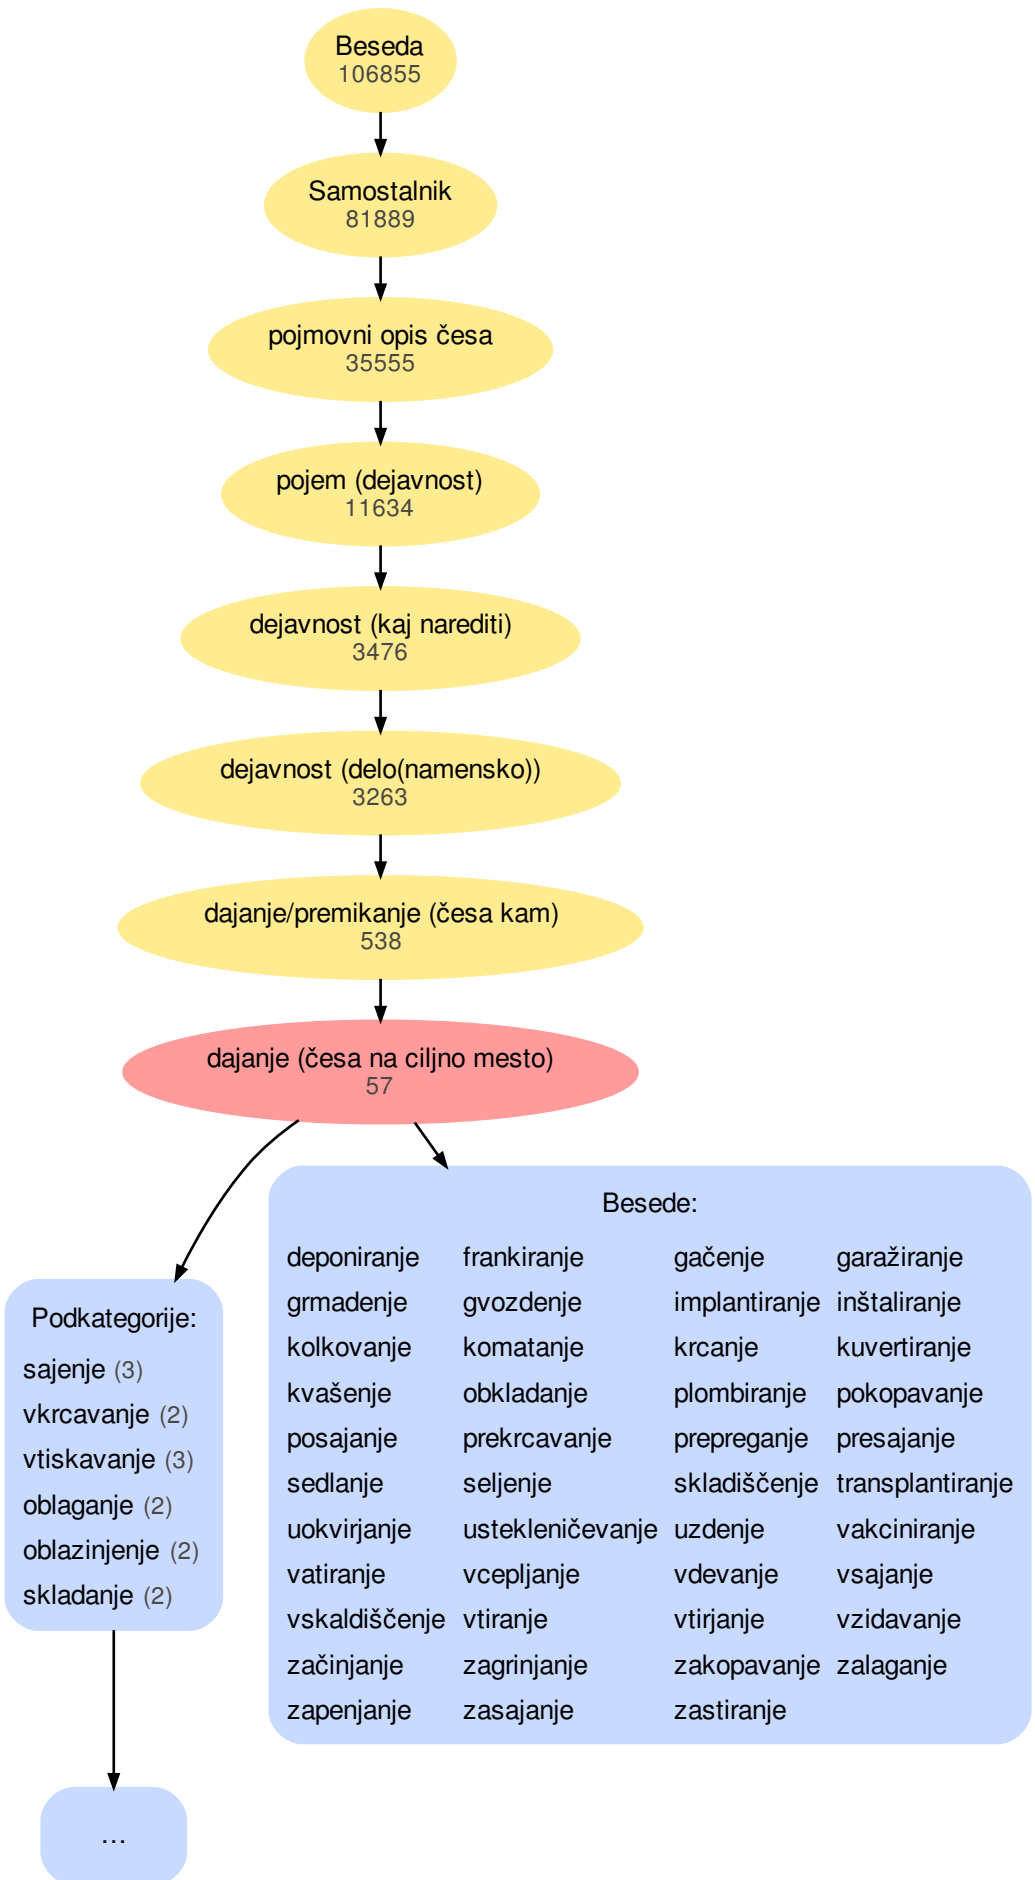 Beseda
106855
Samostalnik
81889
pojmovni opis česa
35555
pojem (dejavnost)
11634
dejavnost (kaj narediti)
3476
dejavnost (delo(namensko))
3263
dajanje/premikanje (česa kam)
538
dajanje (česa na ciljno mesto)
57
Podkategorije:
sajenje (3)
vkrcavanje (2)
vtiskavanje (3)
oblaganje (2)
oblazinjenje (2)
skladanje (2)
...
Besede:
deponiranje frankiranje gačenje garažiranje
grmadenje gvozdenje implantiranje inštaliranje
kolkovanje komatanje krcanje kuvertiranje
kvašenje obkladanje plombiranje pokopavanje
posajanje prekrcavanje prepreganje presajanje
sedlanje seljenje skladiščenje transplantiranje
uokvirjanje ustekleničevanje uzdenje vakciniranje
vatiranje vcepljanje vdevanje vsajanje
vskaldiščenje vtiranje vtirjanje vzidavanje
začinjanje zagrinjanje zakopavanje zalaganje
zapenjanje zasajanje zastiranje